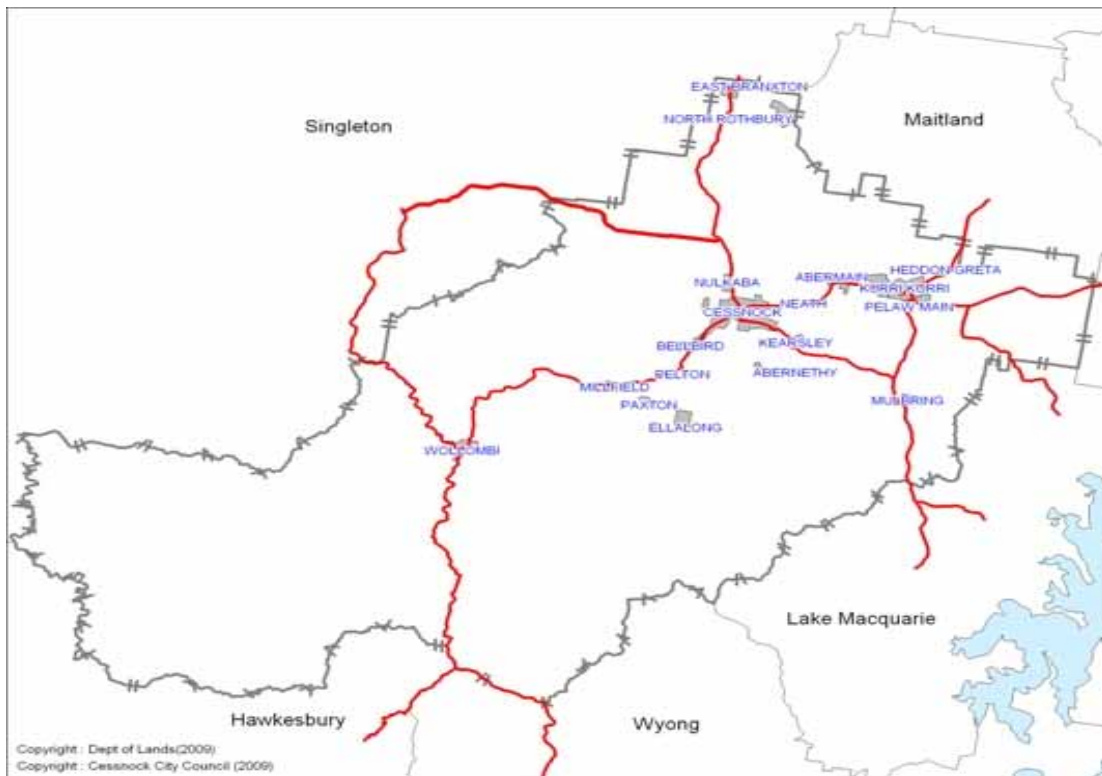 EAST BRANXTON
NORTH ROTHBURY
Maitland
Singleton
HEDDON GRETA
ABERMAIN
NULKABA
KURRI KURRI
NEATH
PELAW MAIN
CESSNOCK
BELLBIRD
KEARSLEY
PELTON
ABERNETHY
MILLFIELD
PAXTON
MULBRING
ELLALONG
WOLLOMBI
Lake Macquarie
Hawkesbury
Wyong
Copyright : Dept of Lands(2009)
Copyright : Cessnock City Council (2009)